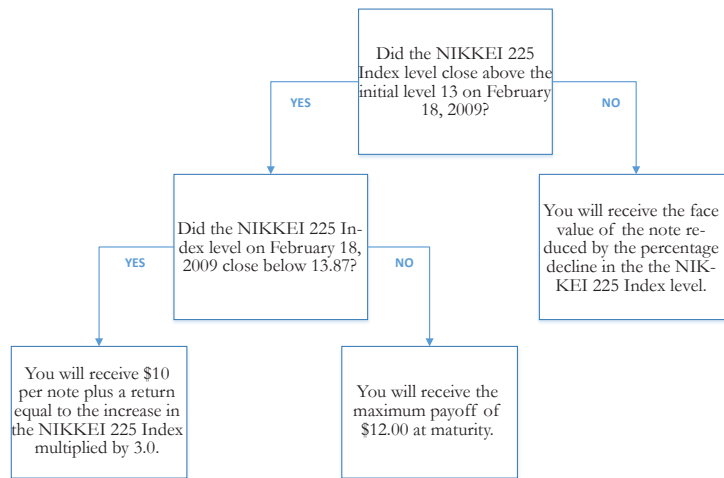 Did the NIKKEI 225
Index level close above the
initial level 13 on February
18, 2009?
YES
NO
Did the NIKKEI 225 In-
dex level on February 18,
2009 close below 13.87?
You will receive the face
value of the note re-
duced by the percentage
decline in the the NIK-
KEI 225 Index level.
YES
NO
You will receive $10
per note plus a return
equal to the increase in
the NIKKEI 225 Index
multiplied by 3.0.
You will receive the
maximum payoff of
$12.00 at maturity.